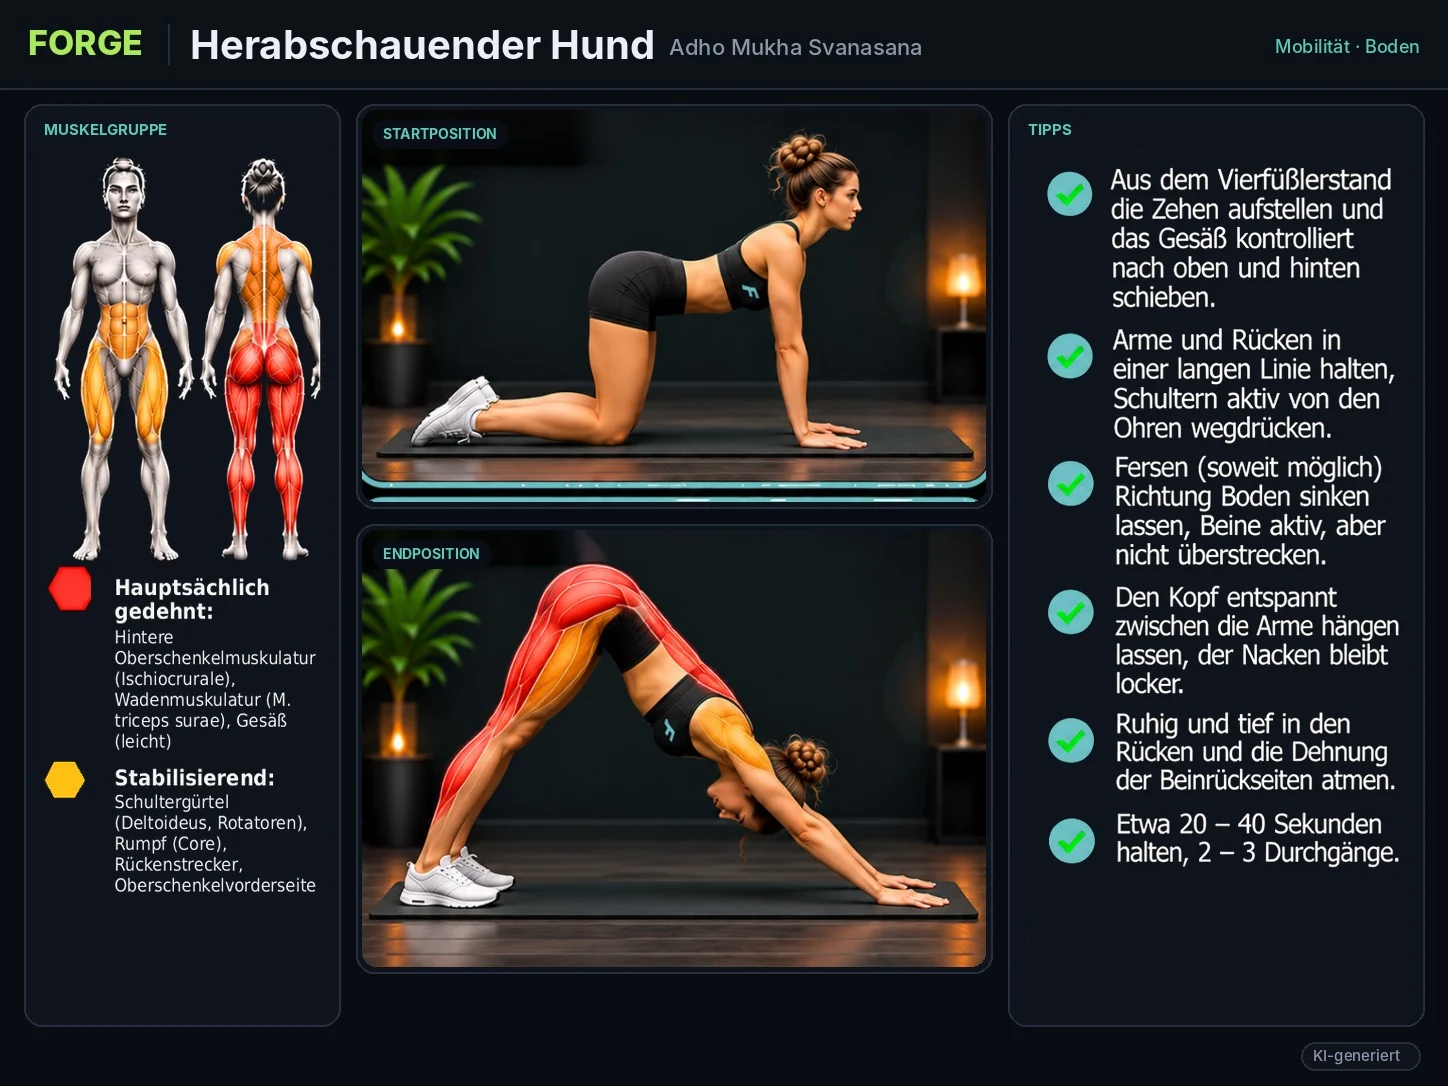 FORGE
Herabschauender Hund Adho Mukha Svanasana
Mobilität · Boden
MUSKELGRUPPE
Hauptsächlich
gedehnt:
Hintere
Oberschenkelmuskulatur
(Ischiocrurale),
Wadenmuskulatur (M.
triceps surae), Gesäß
(leicht)
Stabilisierend:
Schultergürtel
(Deltoideus, Rotatoren),
Rumpf (Core),
Rückenstrecker,
Oberschenkelvorderseite
STARTPOSITION
F
ENDPOSITION
F
TIPPS
Aus dem Vierfüßlerstand
die Zehen aufstellen und
das Gesäß kontrolliert
nach oben und hinten
schieben.
Arme und Rücken in
einer langen Linie halten,
Schultern aktiv von den
Ohren wegdrücken.
Fersen (soweit möglich)
Richtung Boden sinken
lassen, Beine aktiv, aber
nicht überstrecken.
Den Kopf entspannt
zwischen die Arme hängen
lassen, der Nacken bleibt
locker.
Ruhig und tief in den
Rücken und die Dehnung
der Beinrückseiten atmen.
Etwa 20 – 40 Sekunden
halten, 2 – 3 Durchgänge.
KI-generiert